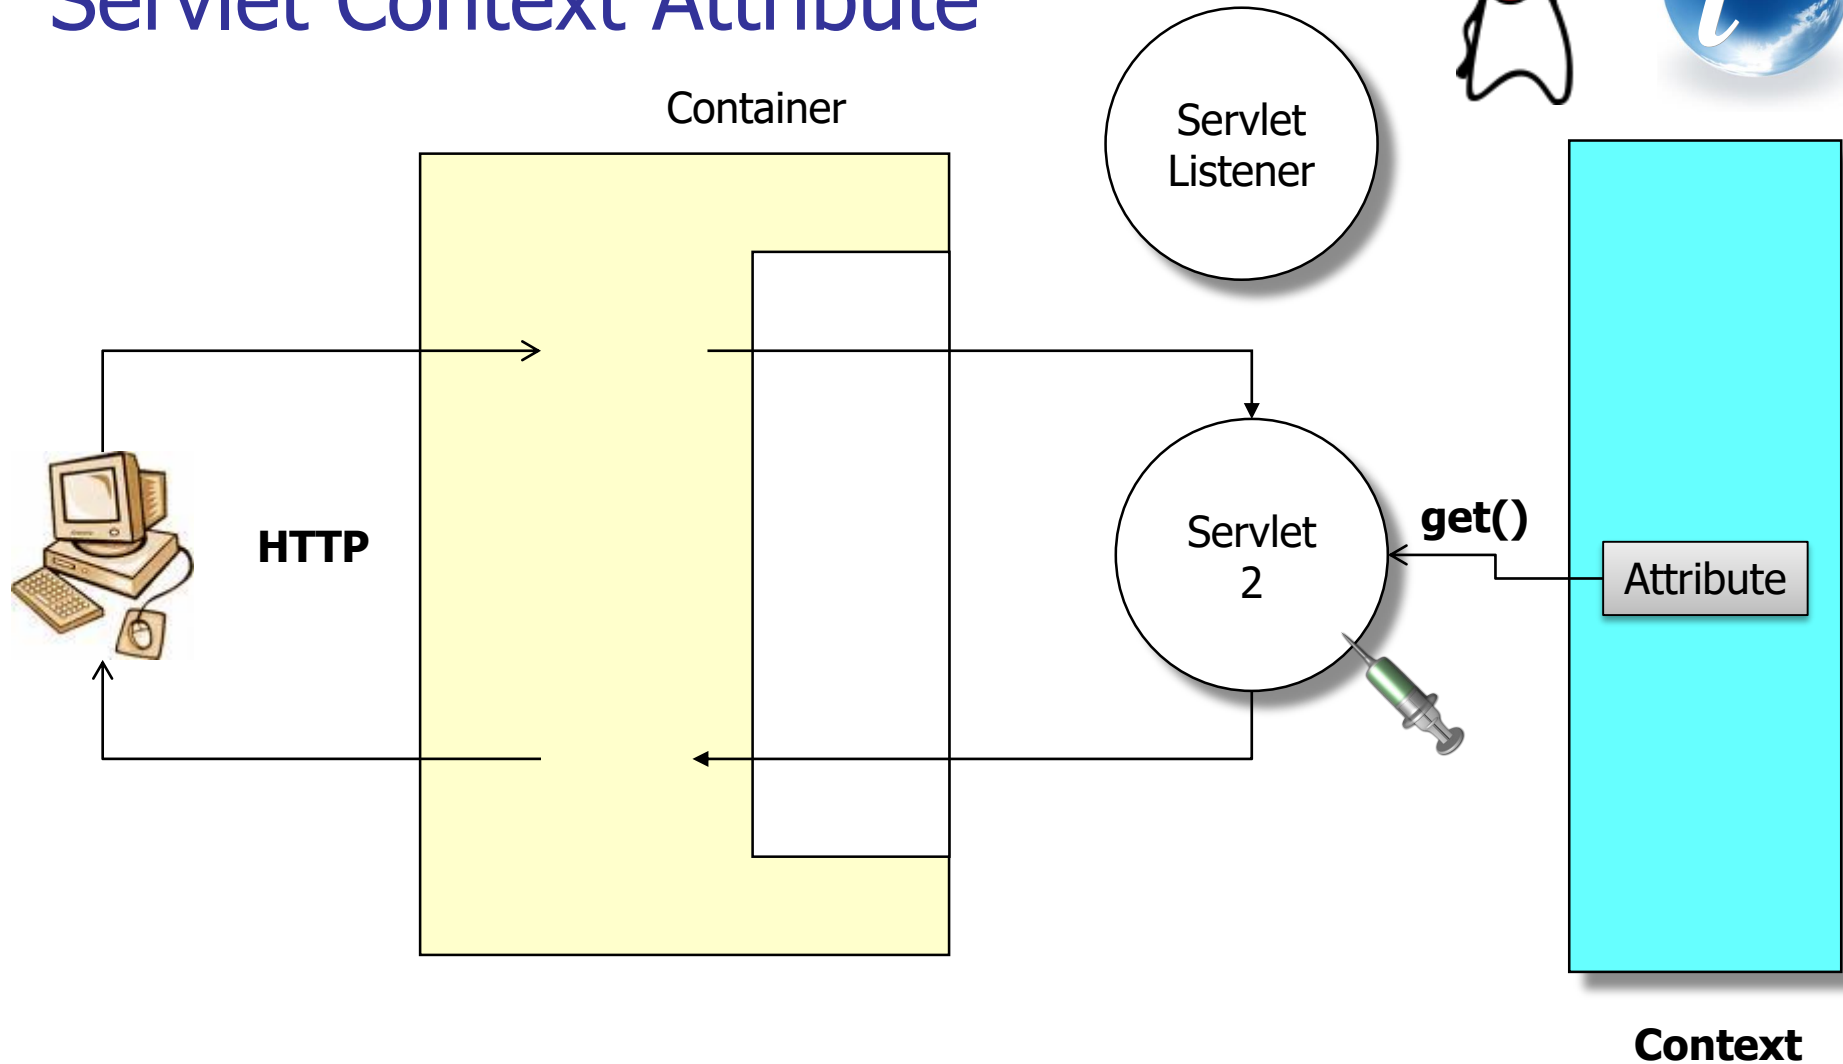 Servlet Context Attribute
Container
Servlet
Listener
HTTP
Servlet
2
get()
Attribute
Context
i